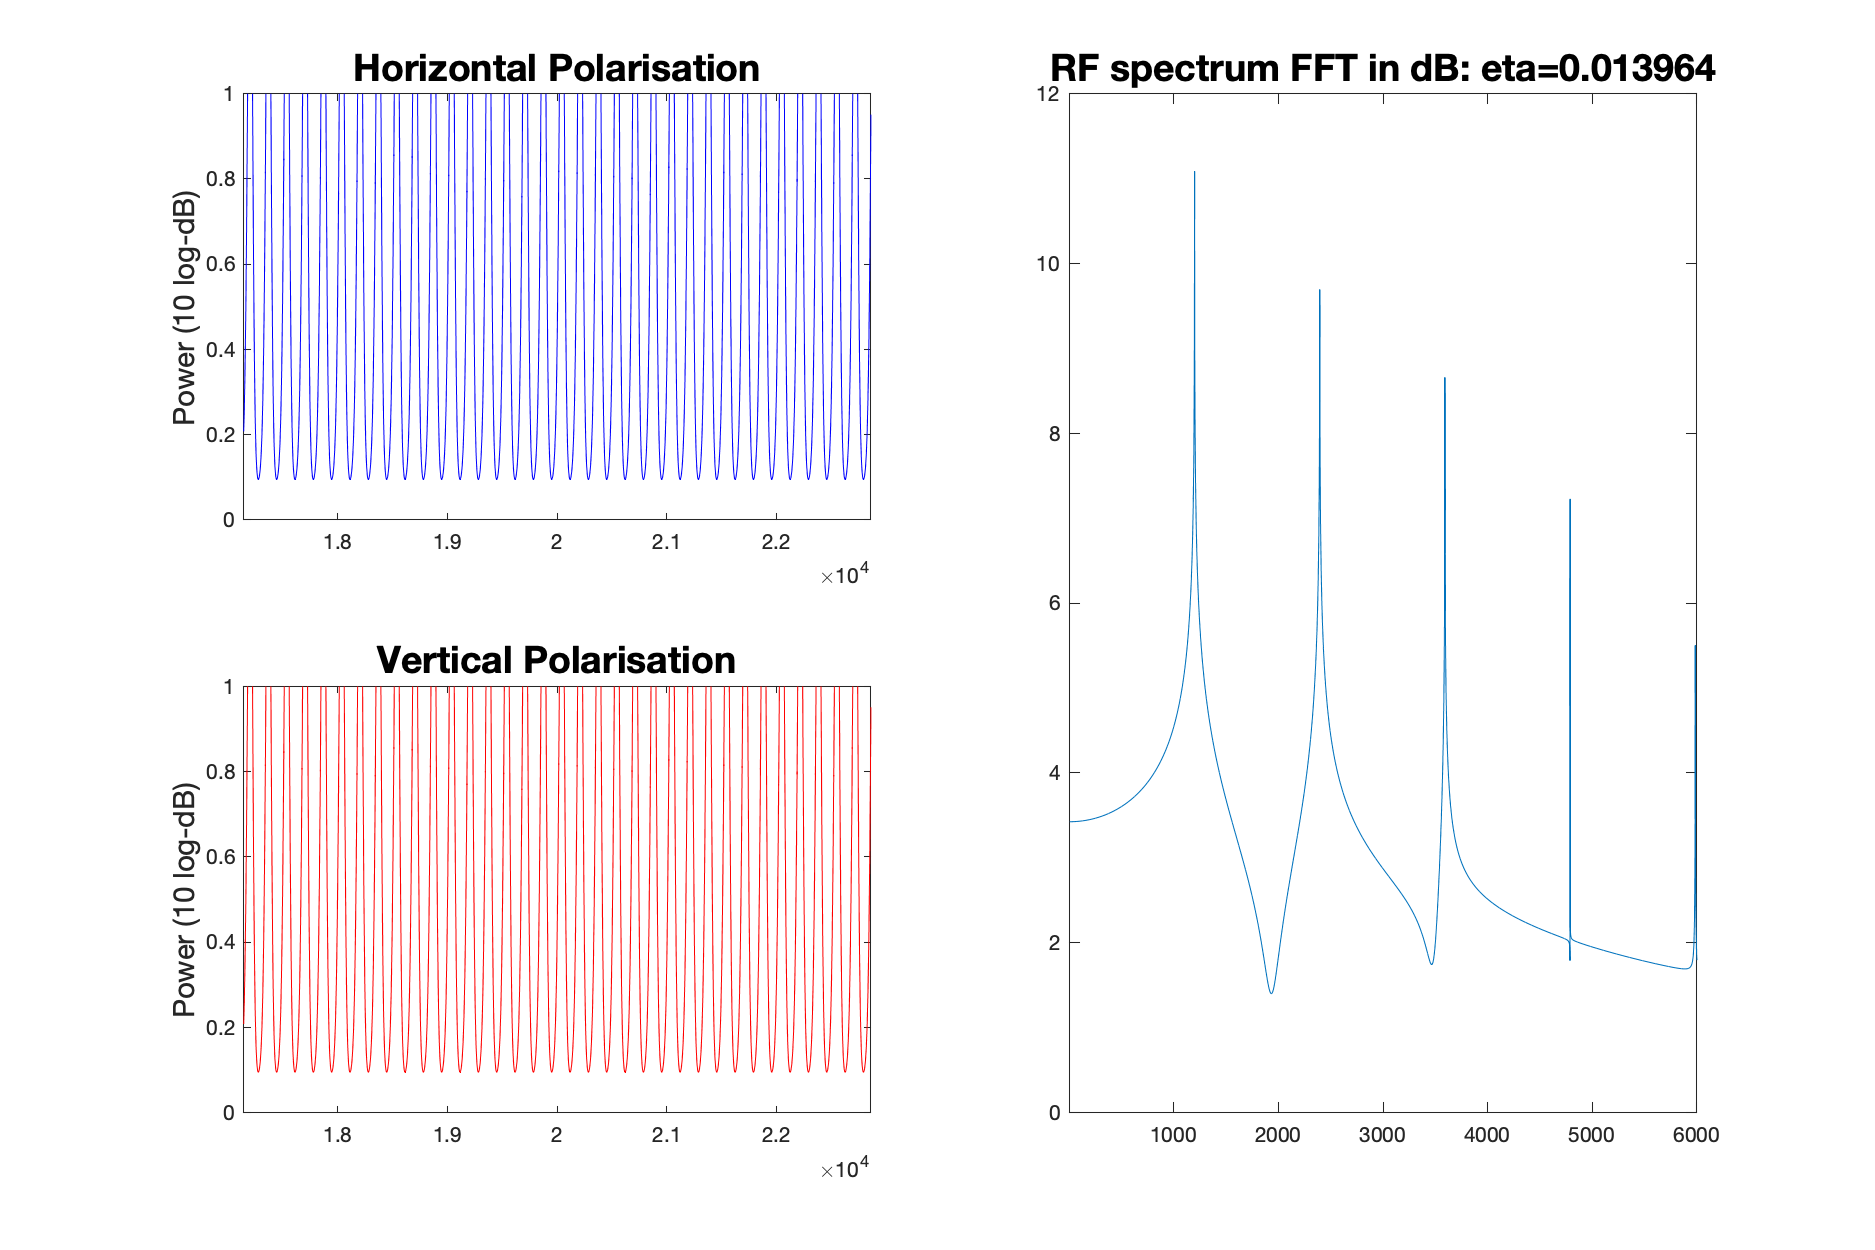 Horizontal Polarisation
Power (10 log-dB)
1
0.8
0.6
0.4
0.2
0
1.8 1.9 2 2.1 2.2
×10^4
Vertical Polarisation
Power (10 log-dB)
1
0.8
0.6
0.4
0.2
0
1.8 1.9 2 2.1 2.2
×10^4
RF spectrum FFT in dB: eta=0.013964
12
10
8
6
4
2
0
1000 2000 3000 4000 5000 6000